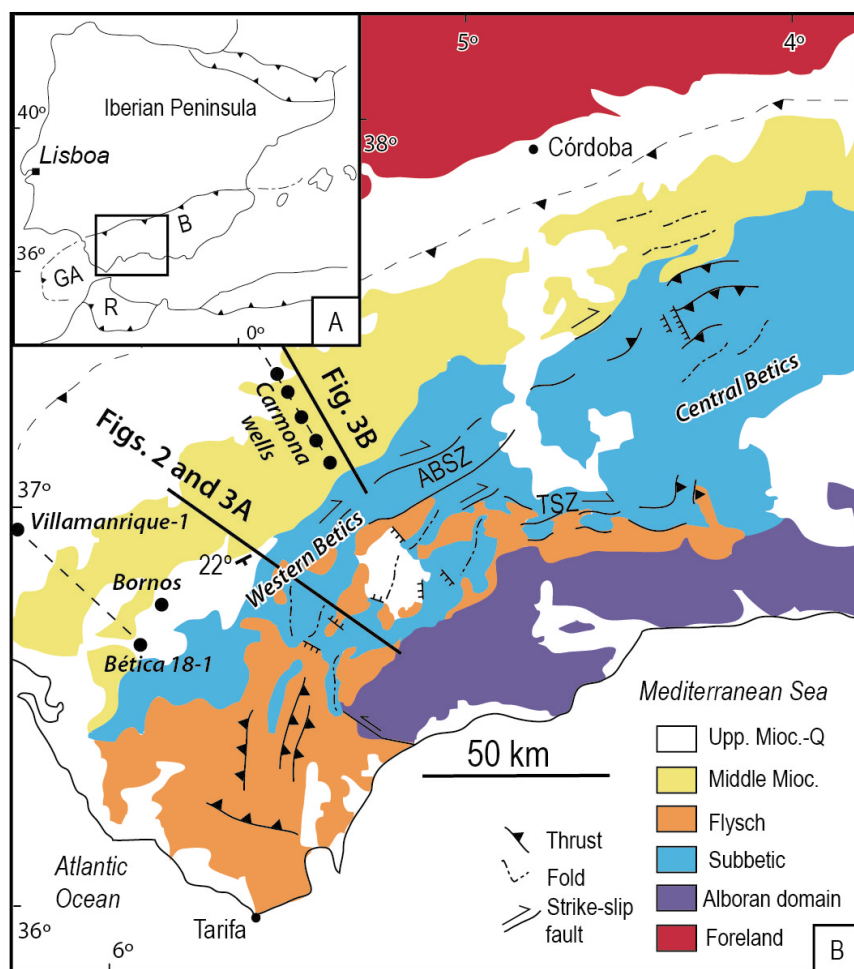 5º
4º
Iberian Peninsula
40º
38º
Córdoba
Lisboa
B
36º
GA
R
0º
A
Carmona
wells
Fig. 3B
Central Betics
Figs. 2 and 3A
ABSZ
TSZ
37º
Villamanrique-1
22º
Western Betics
Bornos
Bética 18-1
Mediterranean Sea
Upp. Mioc.-Q
50 km
Middle Mioc.
Flysch
Thrust
Subbetic
Fold
Alboran domain
Strike-slip
fault
Foreland
Atlantic
Ocean
Tarifa
36º
6º
B